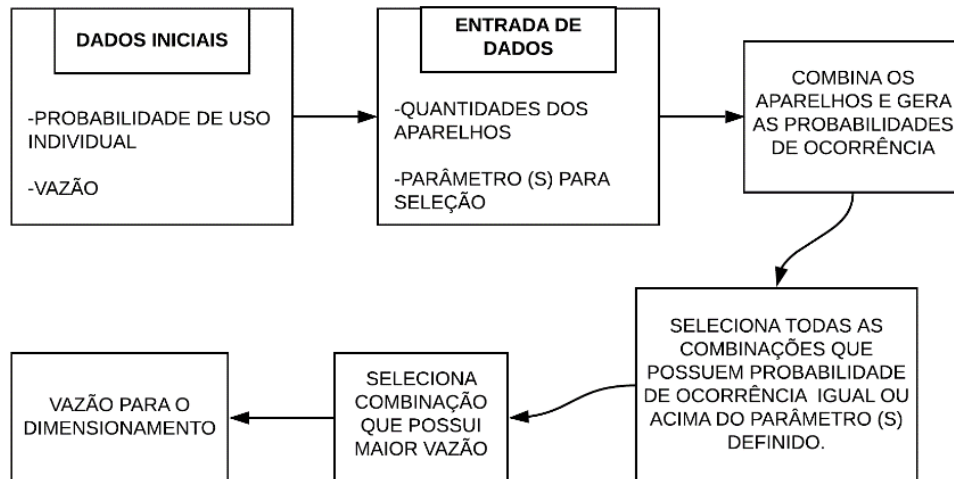 DADOS INICIAIS
-PROBABILIDADE DE USO
INDIVIDUAL
-VAZÃO
ENTRADA DE
DADOS
-QUANTIDADES DOS
APARELHOS
-PARÂMETRO (S) PARA
SELEÇÃO
COMBINA OS
APARELHOS E GERA
AS PROBABILIDADES
DE OCORRÊNCIA
SELECIONA TODAS AS
COMBINAÇÕES QUE
POSSUEM PROBABILIDADE
DE OCORRÊNCIA IGUAL OU
ACIMA DO PARÂMETRO (S)
DEFINIDO.
SELECIONA
COMBINAÇÃO
QUE POSSUI
MAIOR VAZÃO
VAZÃO PARA O
DIMENSIONAMENTO